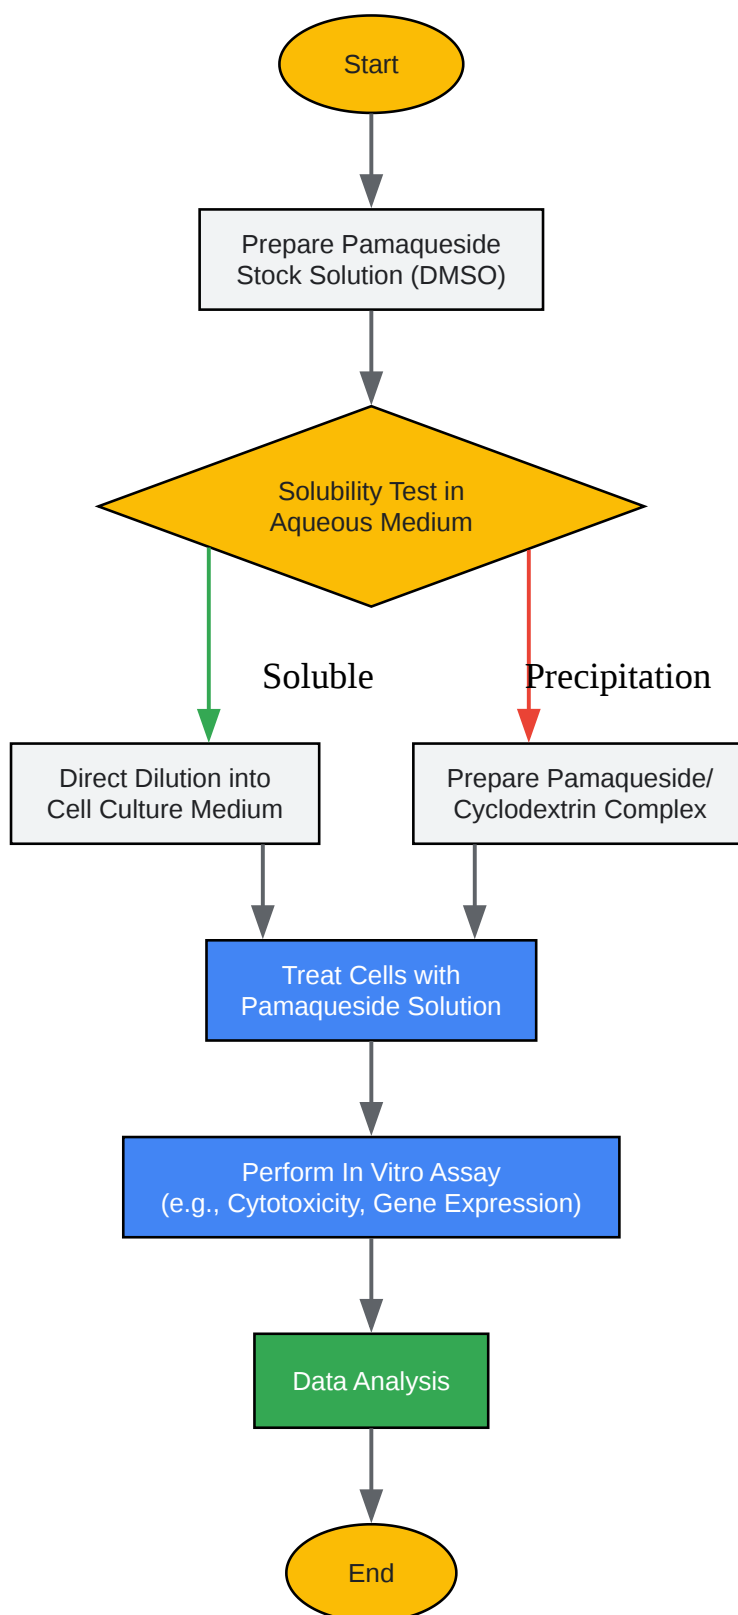 Start
Prepare Pamaqueside
Stock Solution (DMSO)
Solubility Test in
Aqueous Medium
Soluble
Precipitation
Direct Dilution into
Cell Culture Medium
Prepare Pamaqueside/
Cyclodextrin Complex
Treat Cells with
Pamaqueside Solution
Perform In Vitro Assay
(e.g., Cytotoxicity, Gene Expression)
Data Analysis
End